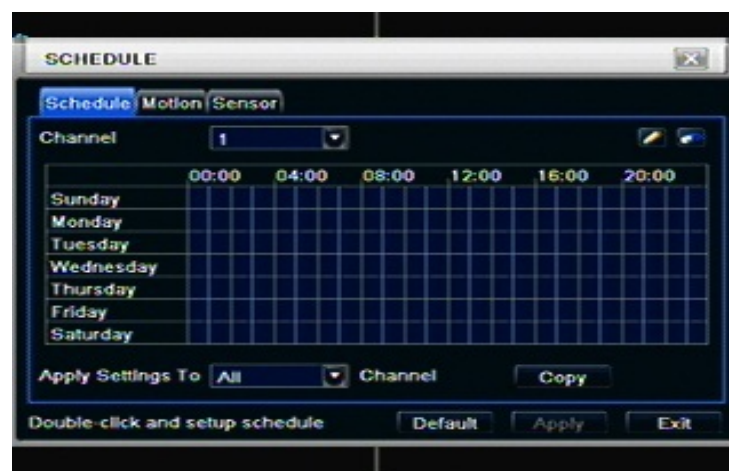 SCHEDULE
Schedule Motion Sensor
Channel 1
00:00 04:00 08:00 12:00 16:00 20:00
Sunday
Monday
Tuesday
Wednesday
Thursday
Friday
Saturday
Apply Settings To All Channel Copy
Double-click and setup schedule Default Apply Exit